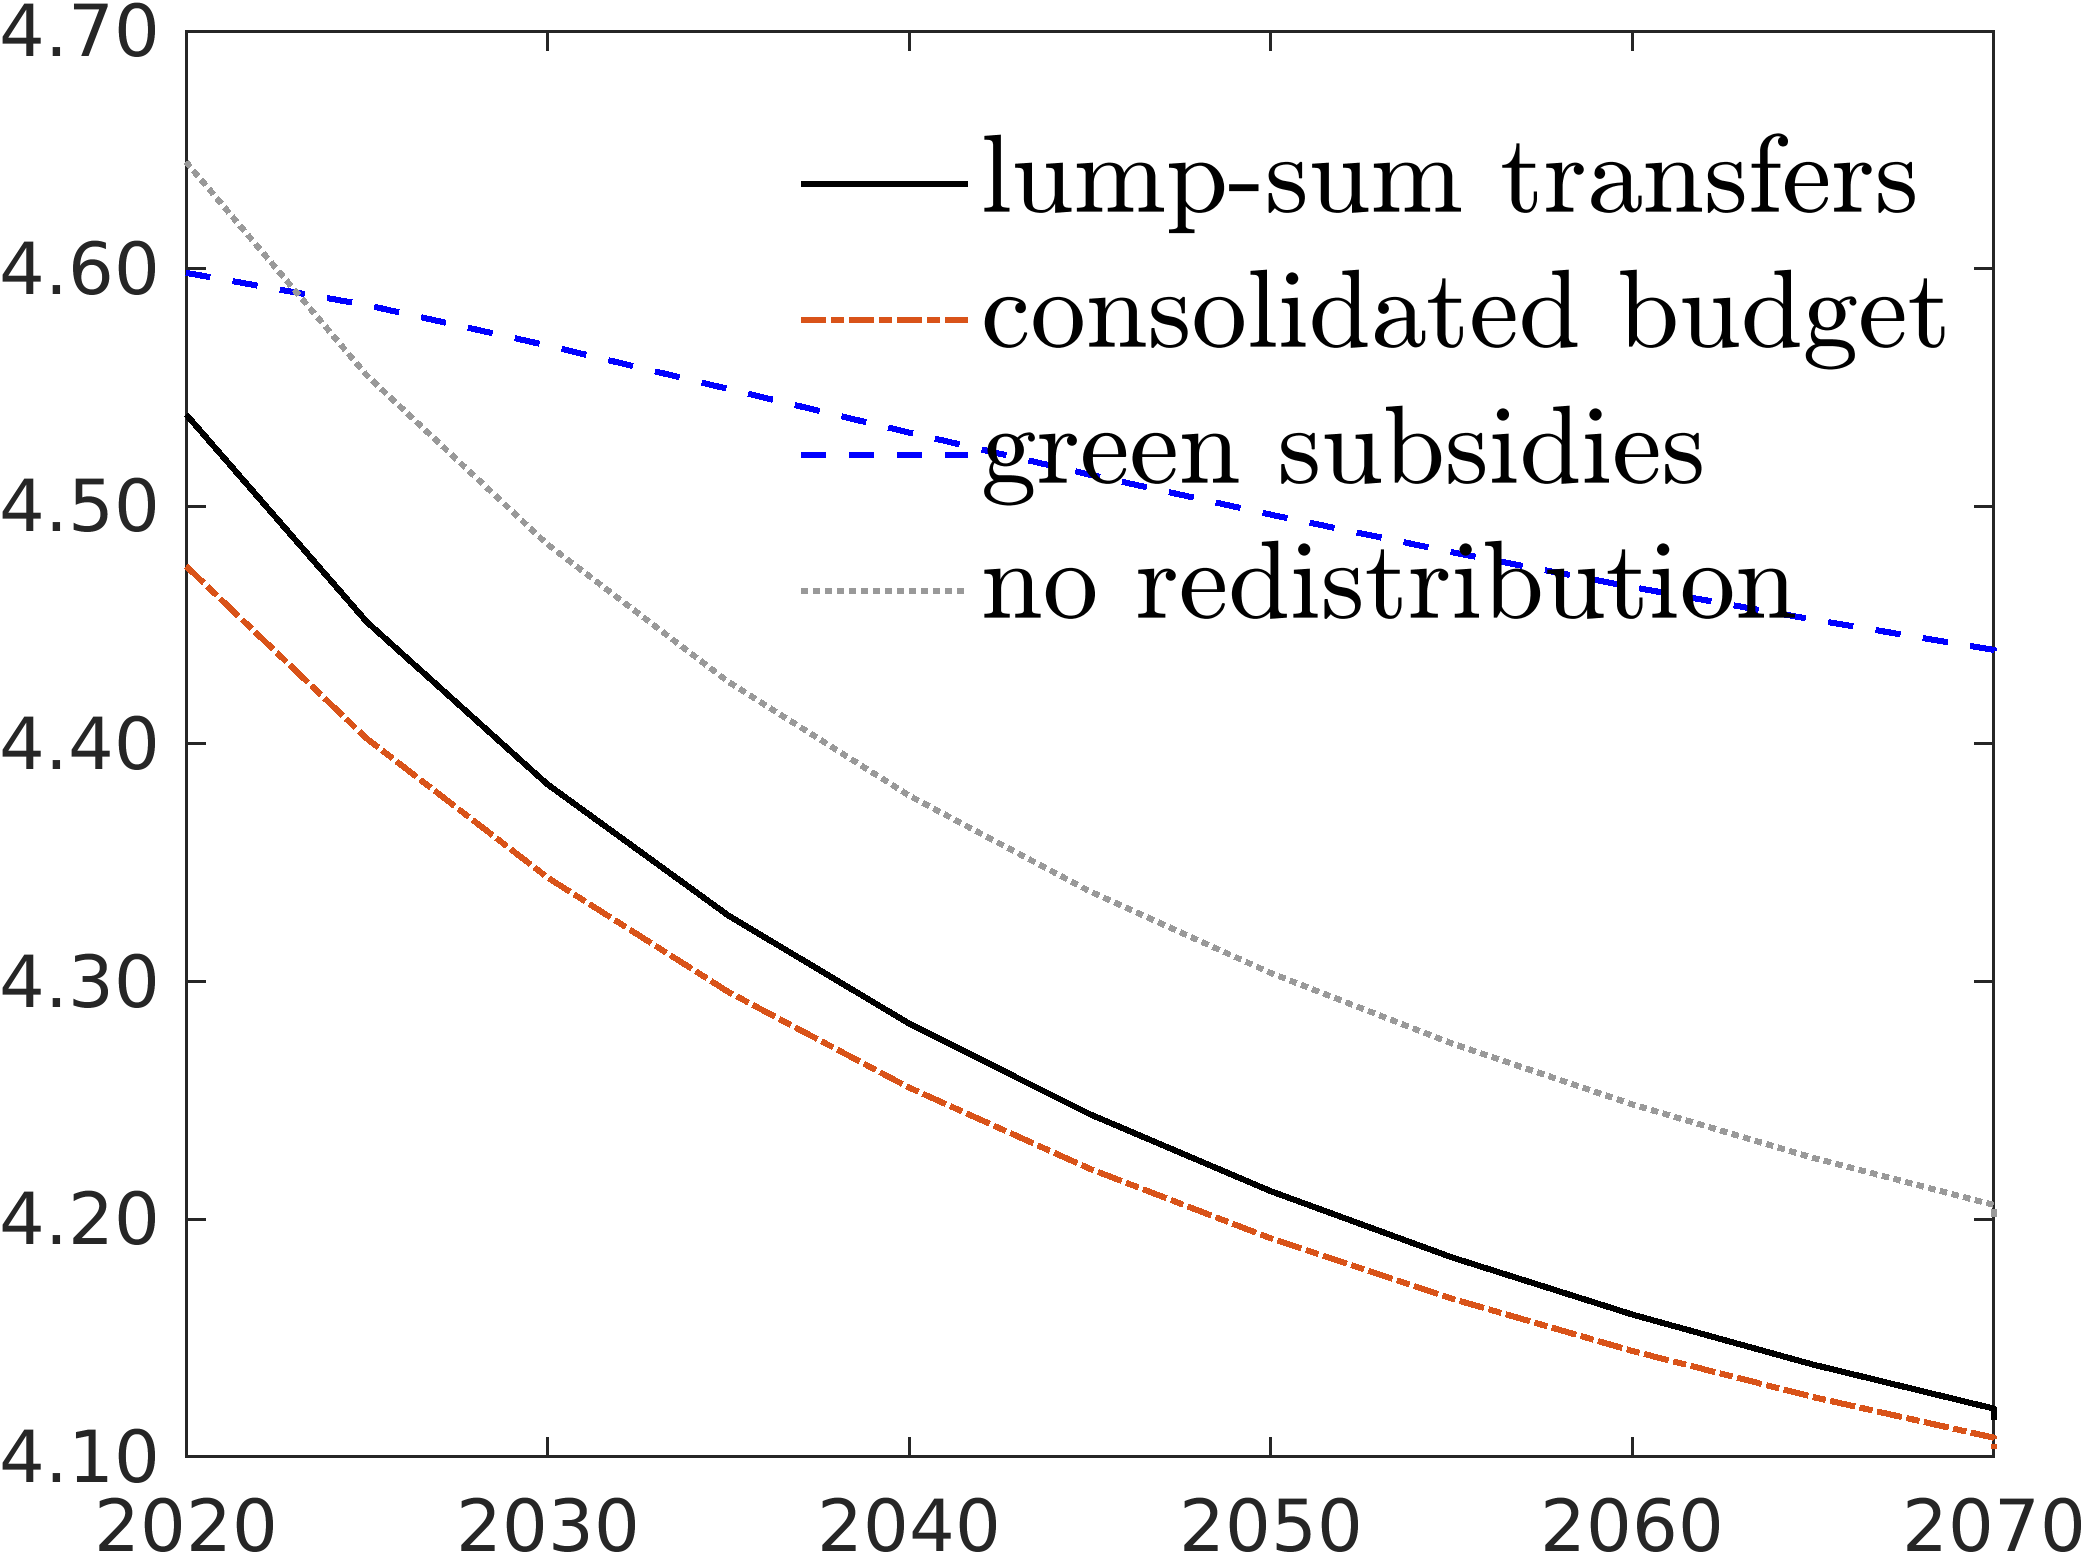 4.70
lump-sum transfers
4.60
consolidated budget
green subsidies
4.50
no redistribution
4.40
4.30
4.20
4.10
2020 2030 2040 2050 2060 2070